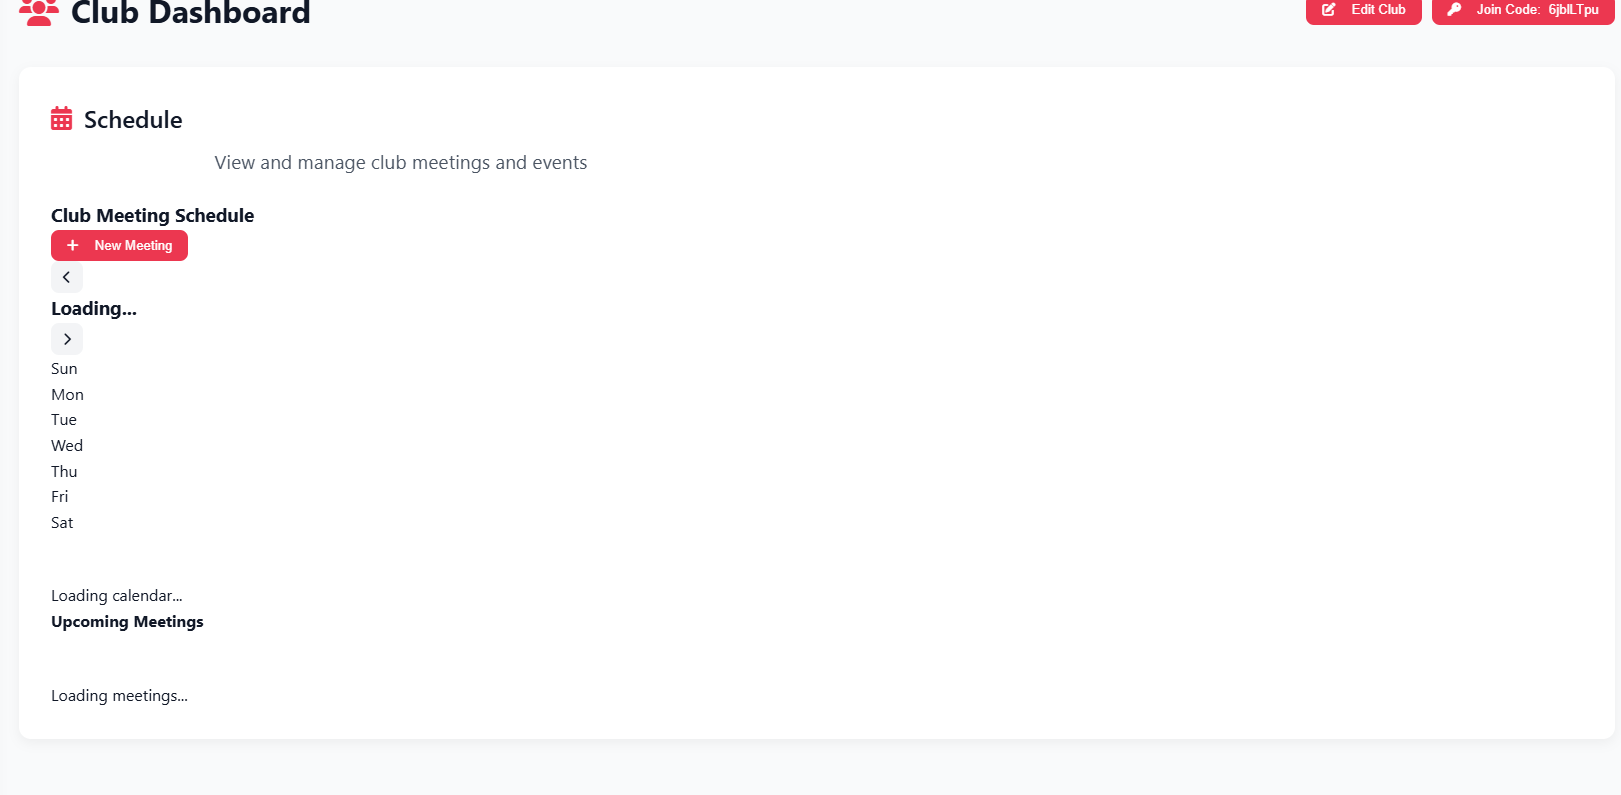 Club Dashboard
Edit Club
Join Code: 6jblLTpu
Schedule
View and manage club meetings and events
Club Meeting Schedule
New Meeting
Loading...
Sun
Mon
Tue
Wed
Thu
Fri
Sat
Loading calendar...
Upcoming Meetings
Loading meetings...